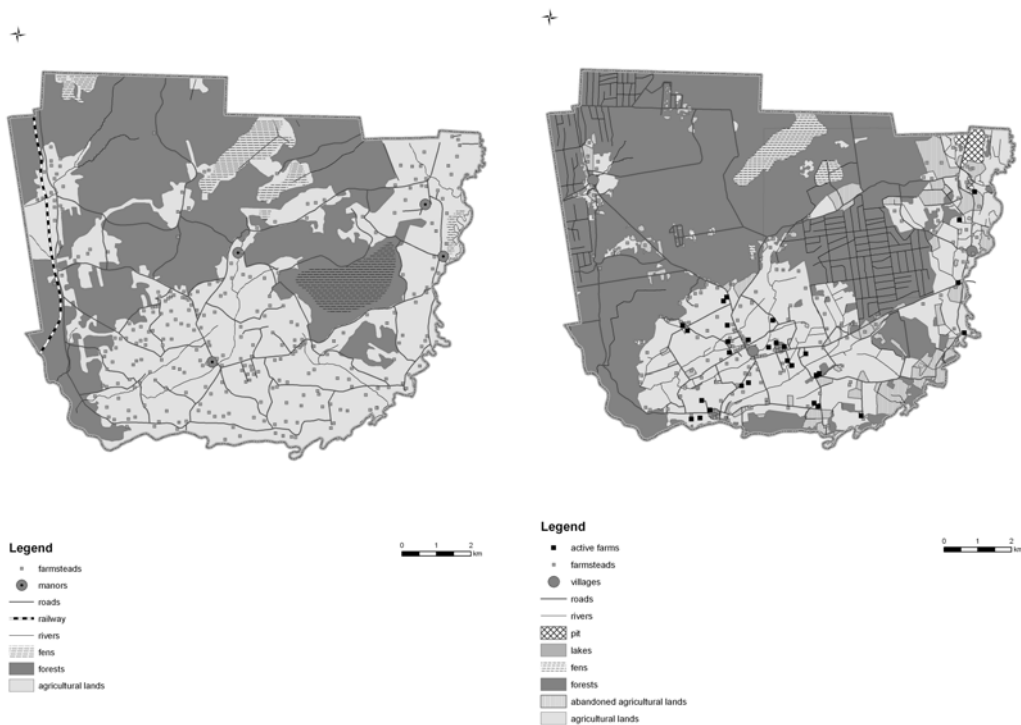 Legend
farmsteads
manors
roads
railway
rivers
fens
forests
agricultural lands
0 1 2
km
Legend
active farms
farmsteads
villages
roads
rivers
pit
lakes
fens
forests
abandoned agricultural lands
agricultural lands
0 1 2
km